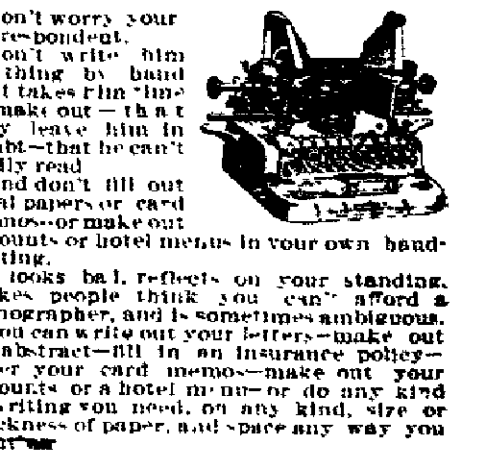 on't worry your
respondent.
on't write him
thing by hand
t takes him time
make out—that
y leave him in
bt—that he can't
ily read
nd don't fill out
al papers or card
mos—or make out
ounts or hotel menus in your own hand-
ting.
looks bad, reflects on your standing,
kes people think you can't afford a
nographer, and is sometimes ambiguous.
ou can write out your letters—make out
abstract—fill in an insurance policy—
er your card memos—make out your
ounts or a hotel menu—or do any kind
writing you need, on any kind, size or
ckness of paper, and space any way you